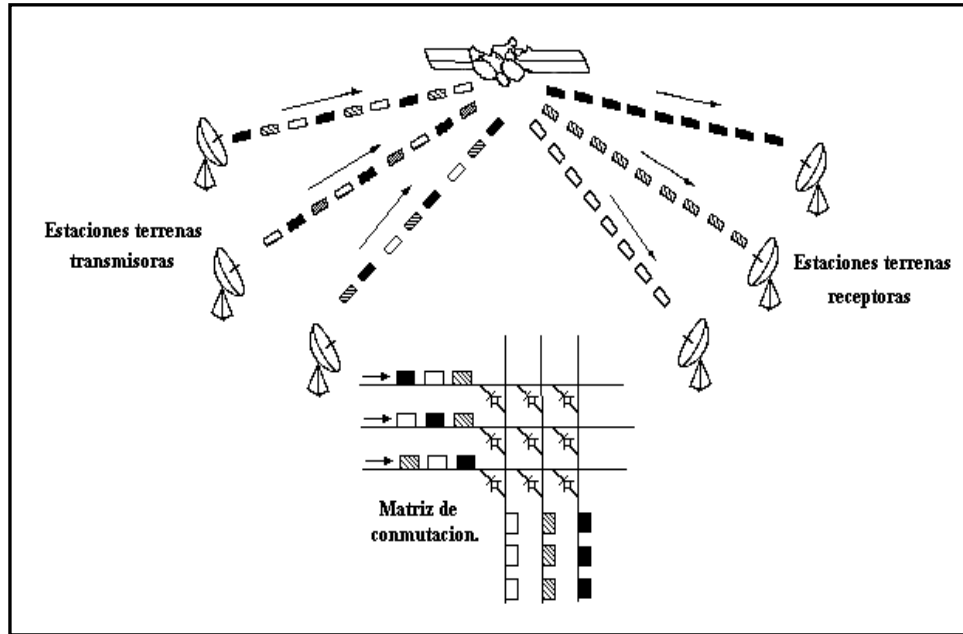 Estaciones terrenas
transmisoras
Estaciones terrenas
receptoras
Matriz de
conmutacion.